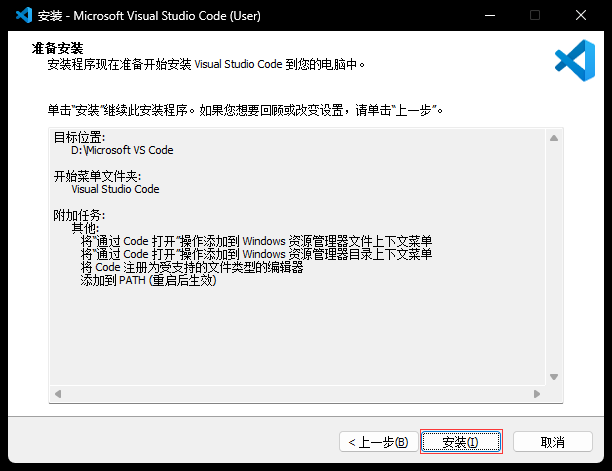 安装 - Microsoft Visual Studio Code (User)
准备安装
安装程序现在准备开始安装 Visual Studio Code 到您的电脑中。
单击“安装”继续此安装程序。如果您想要回顾或改变设置，请单击“上一步”。
目标位置:
D:\Microsoft VS Code
开始菜单文件夹:
Visual Studio Code
附加任务:
其他:
将“通过 Code 打开”操作添加到 Windows 资源管理器文件上下文菜单
将“通过 Code 打开”操作添加到 Windows 资源管理器目录上下文菜单
将 Code 注册为受支持的文件类型的编辑器
添加到 PATH (重启后生效)
< 上一步(B) 安装(I) 取消